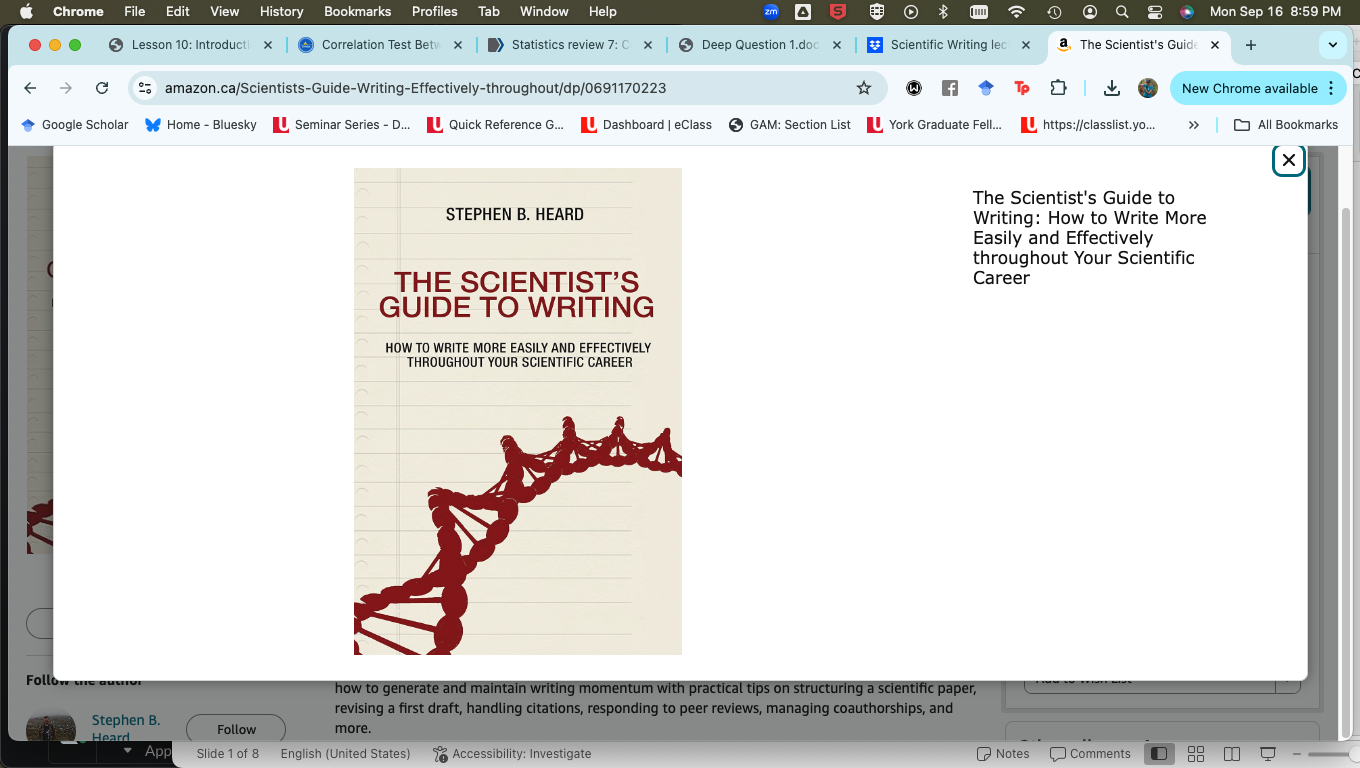 Chrome File Edit View History Bookmarks Profiles Tab Window Help zm Mon Sep 16 8:59 PM
Lesson 10: Introducti Correlation Test Betw Statistics review 7: C Deep Question 1.doc Scientific Writing lec a The Scientist's Guide
amazon.ca/Scientists-Guide-Writing-Effectively-throughout/dp/0691170223 Tp New Chrome available
Google Scholar Home - Bluesky Seminar Series - D... Quick Reference G... Dashboard | eClass GAM: Section List York Graduate Fell... https://classlist.yo... » All Bookmarks
STEPHEN B. HEARD
THE SCIENTIST'S
GUIDE TO WRITING
HOW TO WRITE MORE EASILY AND EFFECTIVELY
THROUGHOUT YOUR SCIENTIFIC CAREER
The Scientist's Guide to
Writing: How to Write More
Easily and Effectively
throughout Your Scientific
Career
Follow the author
Stephen B.
Heard
Follow
how to generate and maintain writing momentum with practical tips on structuring a scientific paper,
revising a first draft, handling citations, responding to peer reviews, managing coauthorships, and
more.
Add to Wish List
App
Slide 1 of 8 English (United States) Accessibility: Investigate Notes Comments